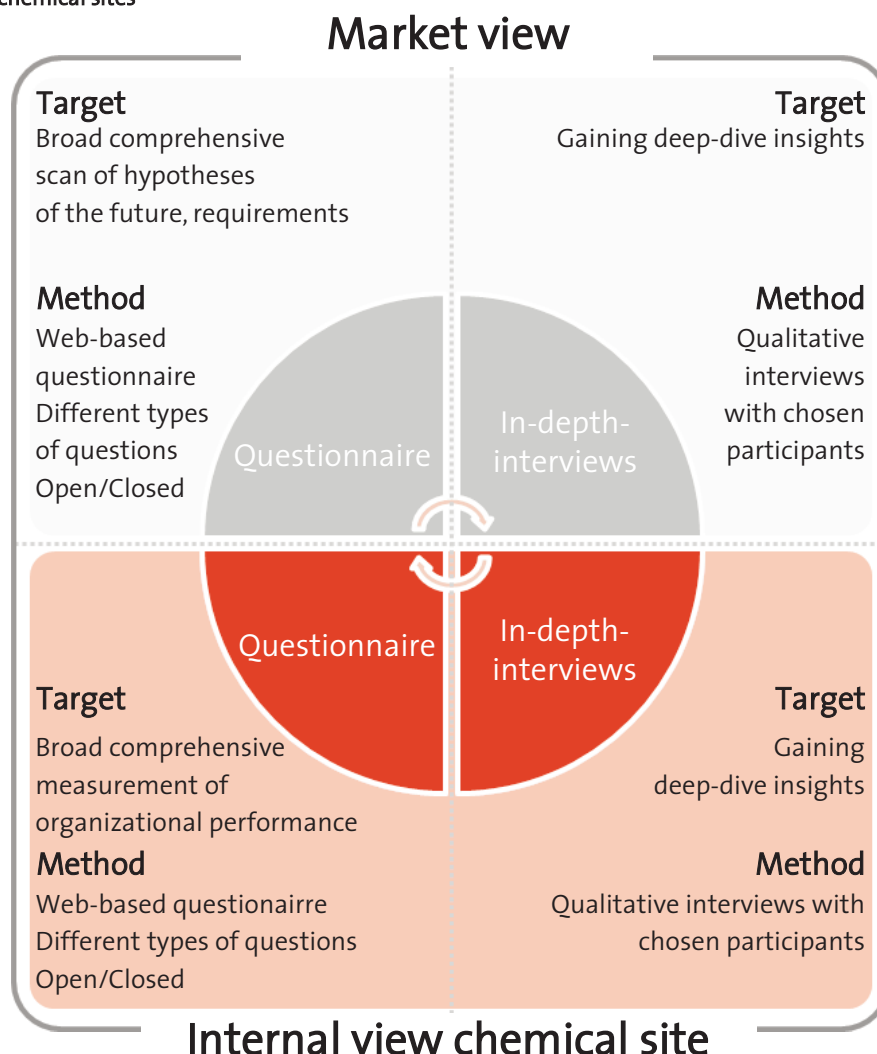 chemical sites
Market view
Target
Broad comprehensive
scan of hypotheses
of the future, requirements
Method
Web-based
questionnaire
Different types
of questions
Open/Closed
Target
Gaining deep-dive insights
Method
Qualitative
interviews
with chosen
participants
Questionnaire
In-depth-
interviews
Questionnaire
In-depth-
interviews
Target
Broad comprehensive
measurement of
organizational performance
Method
Web-based questionairre
Different types of questions
Open/Closed
Target
Gaining
deep-dive insights
Method
Qualitative interviews with
chosen participants
Internal view chemical site